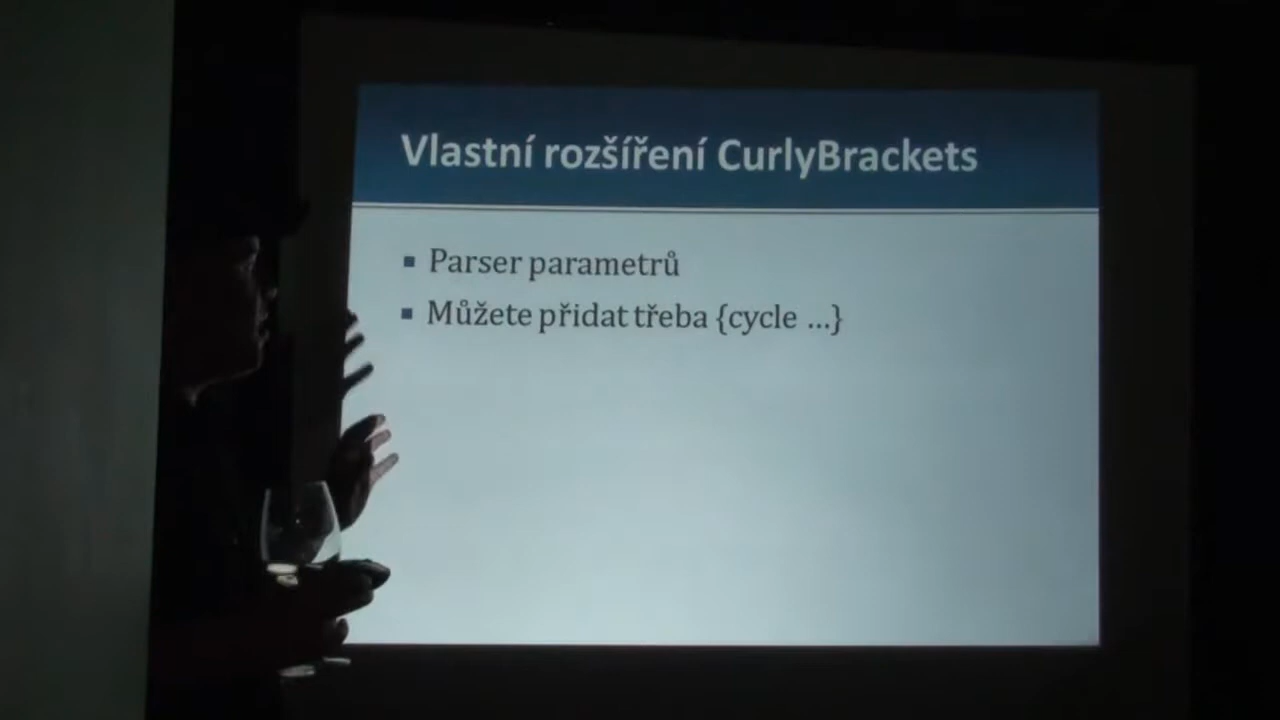 Vlastní rozšíření CurlyBrackets
Parser parametrů
Můžete přidat třeba {cycle ...}